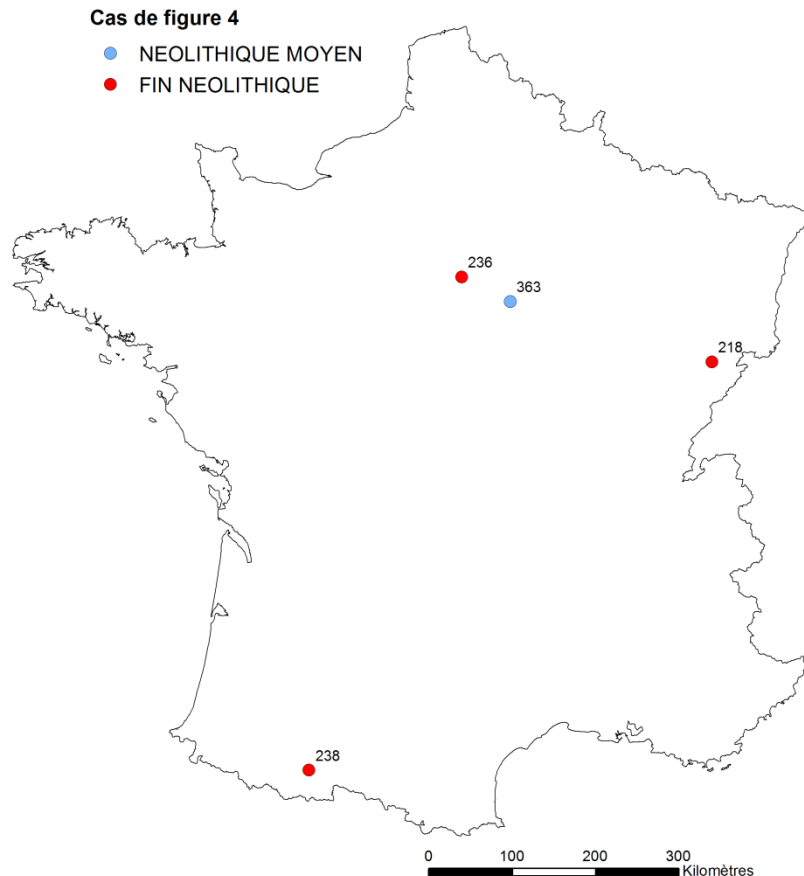 Cas de figure 4
NEOLITHIQUE MOYEN
FIN NEOLITHIQUE
236
363
218
238
0 100 200 300
Kilomètres